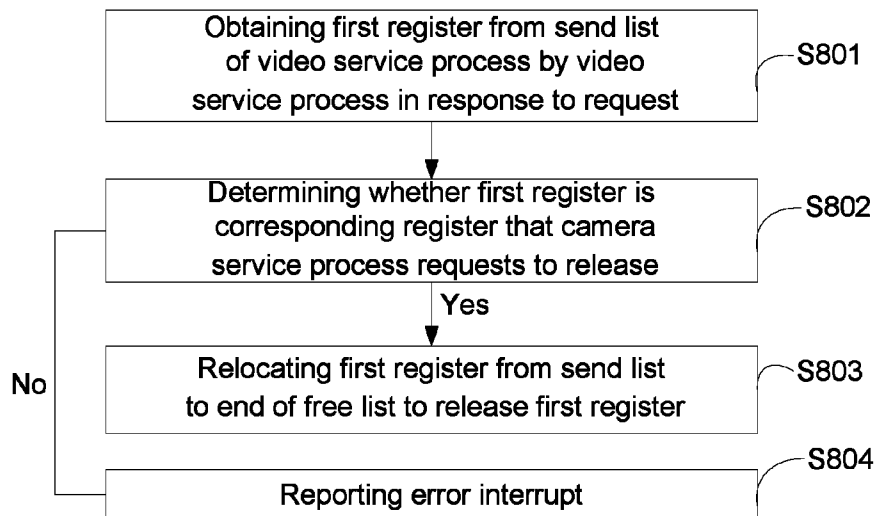 Obtaining first register from send list
of video service process by video
service process in response to request
S801
Determining whether first register is
corresponding register that camera
service process requests to release
S802
Yes
Relocating first register from send list
to end of free list to release first register
S803
No
Reporting error interrupt
S804